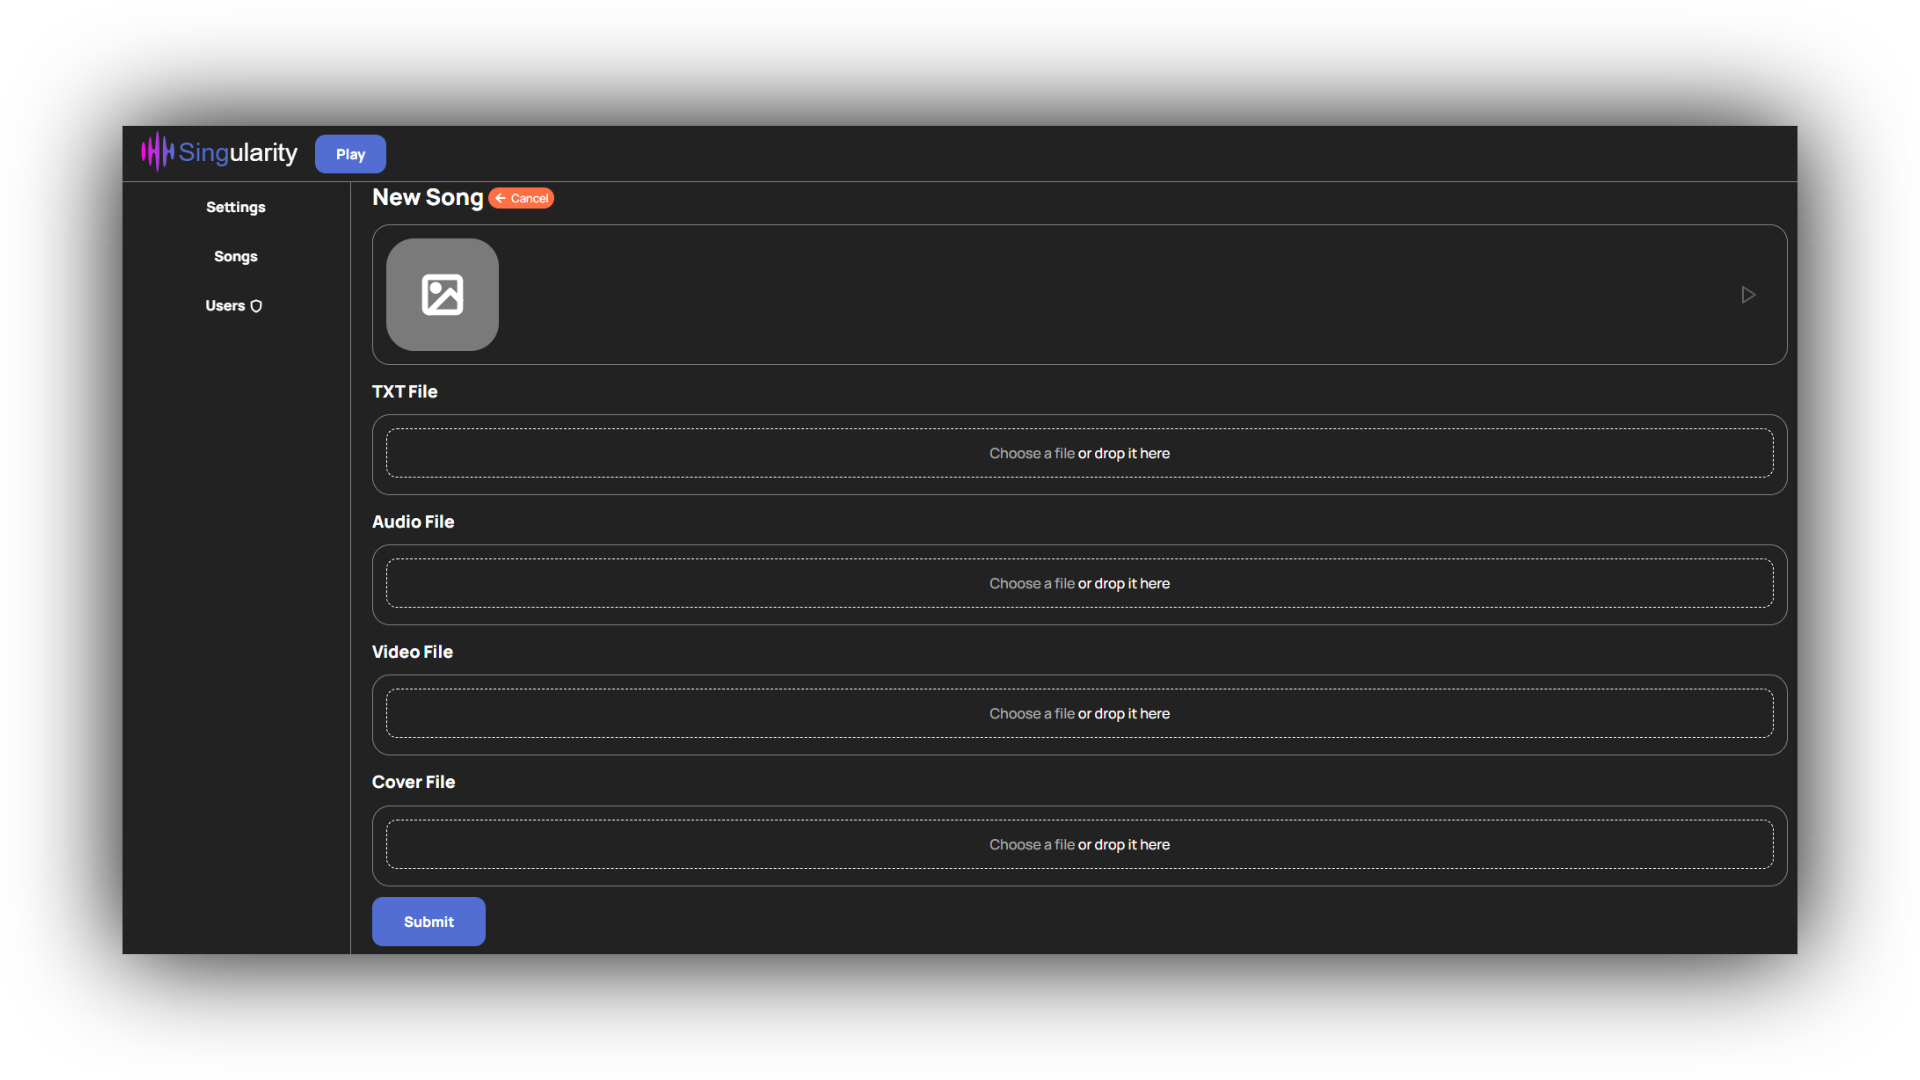 Singularity
Play
Settings
Songs
Users
New Song
Cancel
TXT File
Choose a file or drop it here
Audio File
Choose a file or drop it here
Video File
Choose a file or drop it here
Cover File
Choose a file or drop it here
Submit